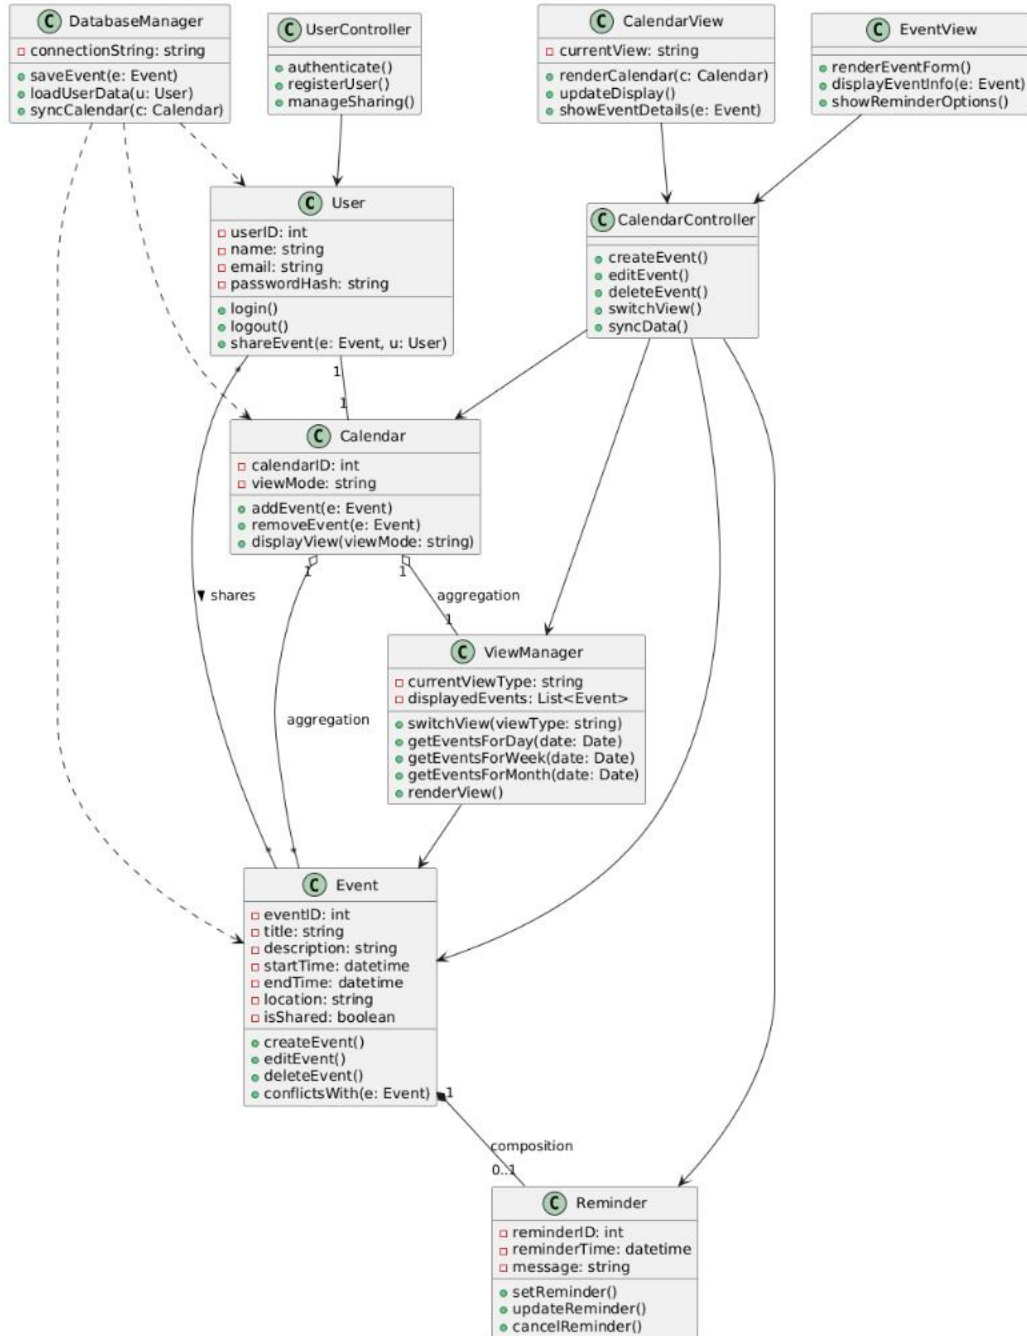 C DatabaseManager
connectionString: string
saveEvent(e: Event)
loadUserData(u: User)
syncCalendar(c: Calendar)
C UserController
authenticate()
registerUser()
manageSharing()
C CalendarView
currentView: string
renderCalendar(c: Calendar)
updateDisplay()
showEventDetails(e: Event)
C EventView
renderEventForm()
displayEventInfo(e: Event)
showReminderOptions()
C User
userID: int
name: string
email: string
passwordHash: string
login()
logout()
shareEvent(e: Event, u: User)
C CalendarController
createEvent()
editEvent()
deleteEvent()
switchView()
syncData()
*
1
1
C Calendar
calendarID: int
viewMode: string
addEvent(e: Event)
removeEvent(e: Event)
displayView(viewMode: string)
1
1
shares
aggregation
1
C ViewManager
currentViewType: string
displayedEvents: List<Event>
switchView(viewType: string)
getEventsForDay(date: Date)
getEventsForWeek(date: Date)
getEventsForMonth(date: Date)
renderView()
aggregation
*
*
C Event
eventID: int
title: string
description: string
startTime: datetime
endTime: datetime
location: string
isShared: boolean
createEvent()
editEvent()
deleteEvent()
conflictsWith(e: Event)
1
composition
0..1
C Reminder
reminderID: int
reminderTime: datetime
message: string
setReminder()
updateReminder()
cancelReminder()